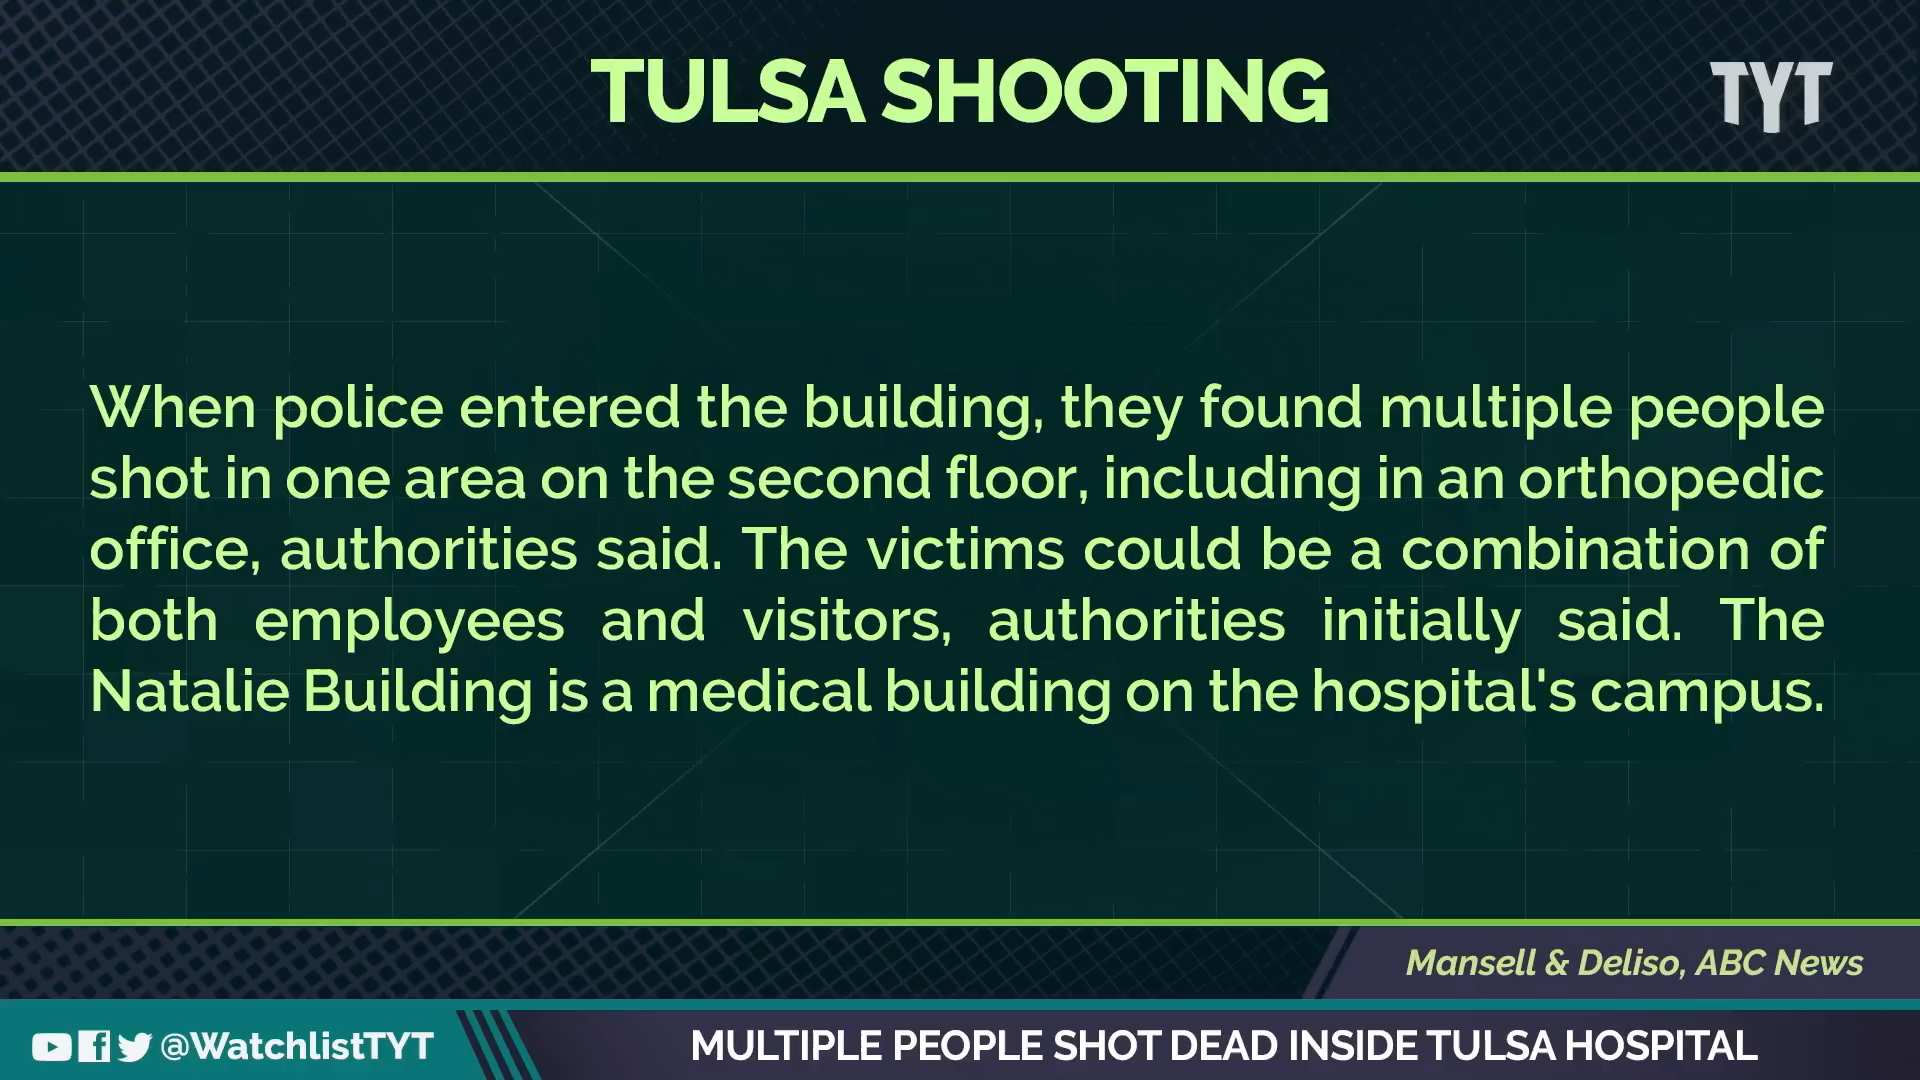 TULSA SHOOTING
TYT
When police entered the building, they found multiple people
shot in one area on the second floor, including in an orthopedic
office, authorities said. The victims could be a combination of
both employees and visitors, authorities initially said. The
Natalie Building is a medical building on the hospital's campus.
Mansell & Deliso, ABC News
@WatchlistTYT
MULTIPLE PEOPLE SHOT DEAD INSIDE TULSA HOSPITAL